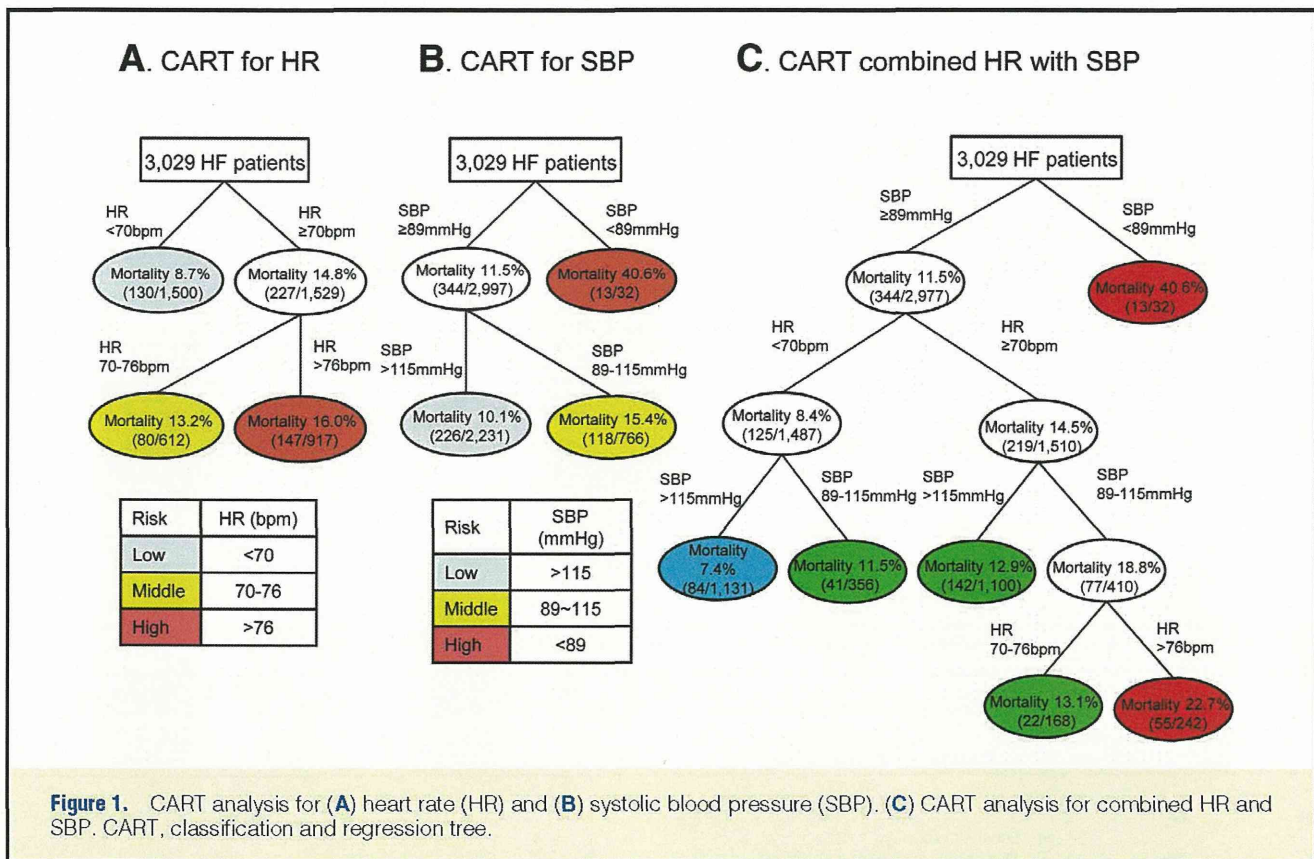 A. CART for HR
3,029 HF patients
HR
<70bpm
HR
≥70bpm
Mortality 8.7%
(130/1,500)
Mortality 14.8%
(227/1,529)
HR
70-76bpm
HR
>76bpm
Mortality 13.2%
(80/612)
Mortality 16.0%
(147/917)
Risk HR (bpm)
Low <70
Middle 70-76
High >76
B. CART for SBP
3,029 HF patients
SBP
≥89mmHg
SBP
<89mmHg
Mortality 11.5%
(344/2,997)
Mortality 40.6%
(13/32)
SBP
>115mmHg
SBP
89-115mmHg
Mortality 10.1%
(226/2,231)
Mortality 15.4%
(118/766)
Risk SBP
(mmHg)
Low >115
Middle 89~115
High <89
C. CART combined HR with SBP
3,029 HF patients
SBP
≥89mmHg
SBP
<89mmHg
Mortality 11.5%
(344/2,977)
Mortality 40.6%
(13/32)
HR
<70bpm
HR
≥70bpm
Mortality 8.4%
(125/1,487)
Mortality 14.5%
(219/1,510)
SBP
>115mmHg
SBP
89-115mmHg
SBP
>115mmHg
SBP
89-115mmHg
Mortality
7.4%
(84/1,131)
Mortality 11.5%
(41/356)
Mortality 12.9%
(142/1,100)
Mortality 18.8%
(77/410)
HR
70-76bpm
HR
>76bpm
Mortality 13.1%
(22/168)
Mortality 22.7%
(55/242)
Figure 1. CART analysis for (A) heart rate (HR) and (B) systolic blood pressure (SBP). (C) CART analysis for combined HR and
SBP. CART, classification and regression tree.